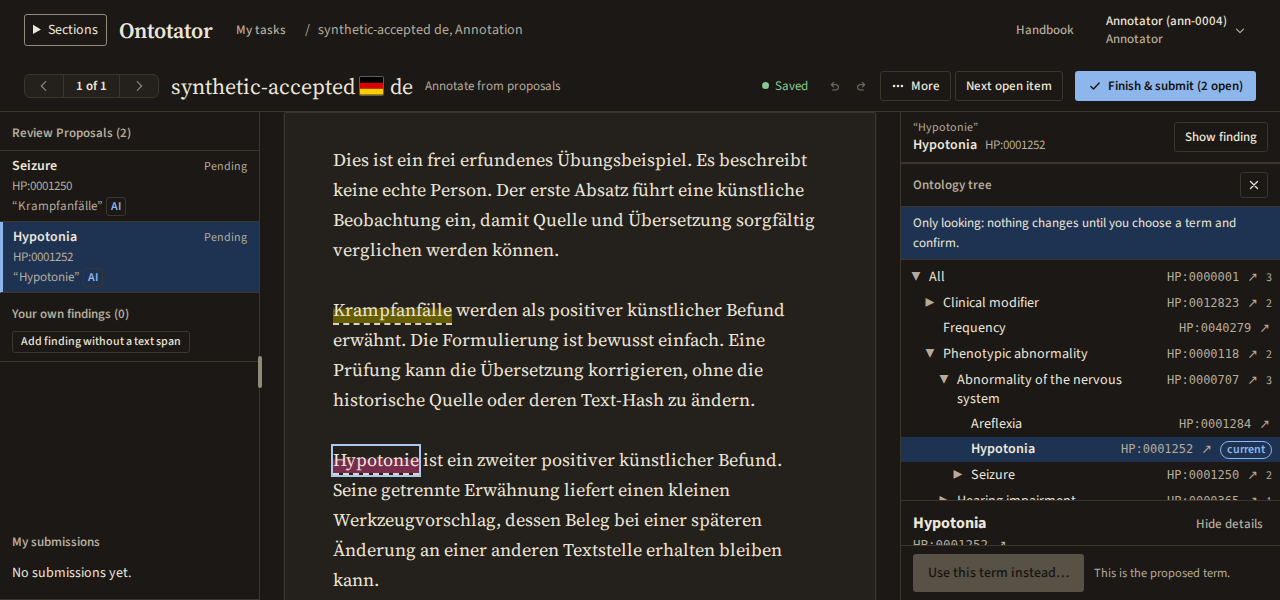 Sections
Ontotator
My tasks / synthetic-accepted de, Annotation
Handbook
Annotator (ann-0004)
Annotator
1 of 1
synthetic-accepted de
Annotate from proposals
Saved
More
Next open item
Finish & submit (2 open)
Review Proposals (2)
Seizure Pending
HP:0001250
“Krampfanfälle” AI
Hypotonia Pending
HP:0001252
“Hypotonie” AI
Your own findings (0)
Add finding without a text span
My submissions
No submissions yet.
Dies ist ein frei erfundenes Übungsbeispiel. Es beschreibt
keine echte Person. Der erste Absatz führt eine künstliche
Beobachtung ein, damit Quelle und Übersetzung sorgfältig
verglichen werden können.
Krampfanfälle werden als positiver künstlicher Befund
erwähnt. Die Formulierung ist bewusst einfach. Eine
Prüfung kann die Übersetzung korrigieren, ohne die
historische Quelle oder deren Text-Hash zu ändern.
Hypotonie ist ein zweiter positiver künstlicher Befund.
Seine getrennte Erwähnung liefert einen kleinen
Werkzeugvorschlag, dessen Beleg bei einer späteren
Änderung an einer anderen Textstelle erhalten bleiben
kann.
“Hypotonie”
Hypotonia HP:0001252
Show finding
Ontology tree
Only looking: nothing changes until you choose a term and
confirm.
All HP:0000001 ↗ 3
Clinical modifier HP:0012823 ↗ 2
Frequency HP:0040279 ↗
Phenotypic abnormality HP:0000118 ↗ 2
Abnormality of the nervous HP:0000707 ↗ 3
system
Areflexia HP:0001284 ↗
Hypotonia HP:0001252 ↗ current
Seizure HP:0001250 ↗ 2
Hearing impairment HP:0000365 ↗ 1
Hypotonia
Hide details
HP:0001252 ↗
Use this term instead…
This is the proposed term.